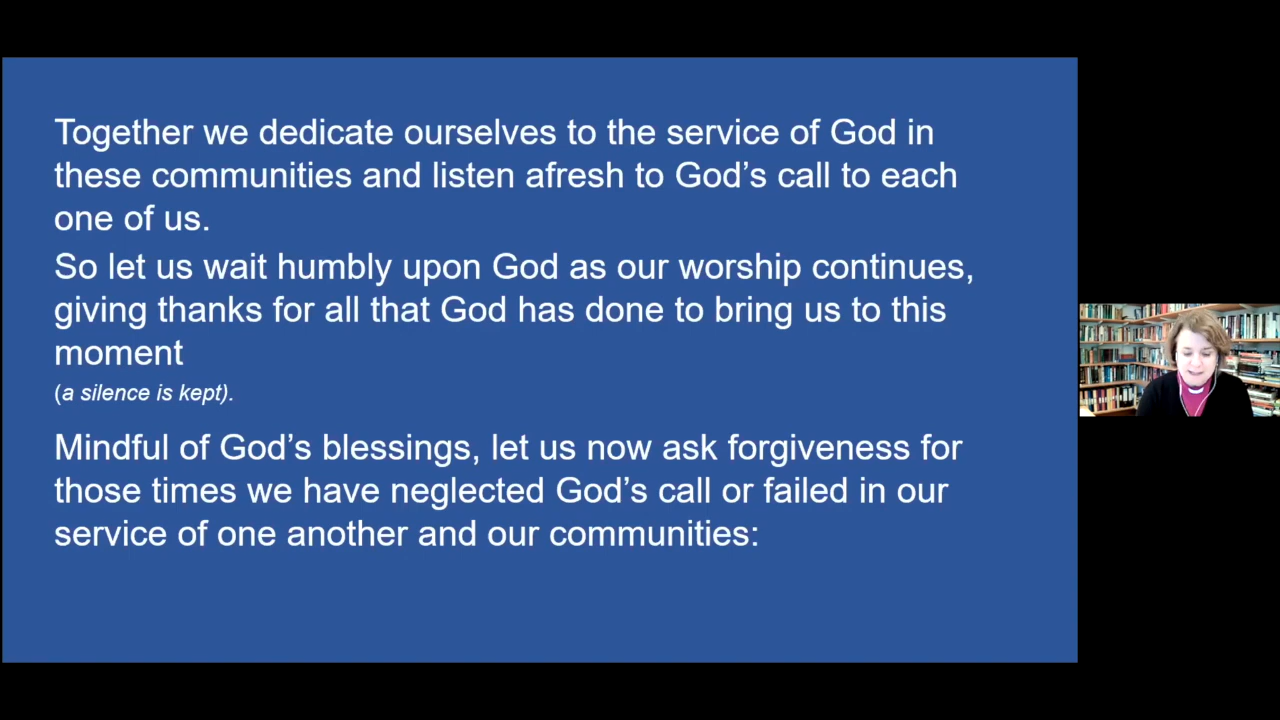 Together we dedicate ourselves to the service of God in
these communities and listen afresh to God’s call to each
one of us.
So let us wait humbly upon God as our worship continues,
giving thanks for all that God has done to bring us to this
moment
(a silence is kept).
Mindful of God’s blessings, let us now ask forgiveness for
those times we have neglected God’s call or failed in our
service of one another and our communities: